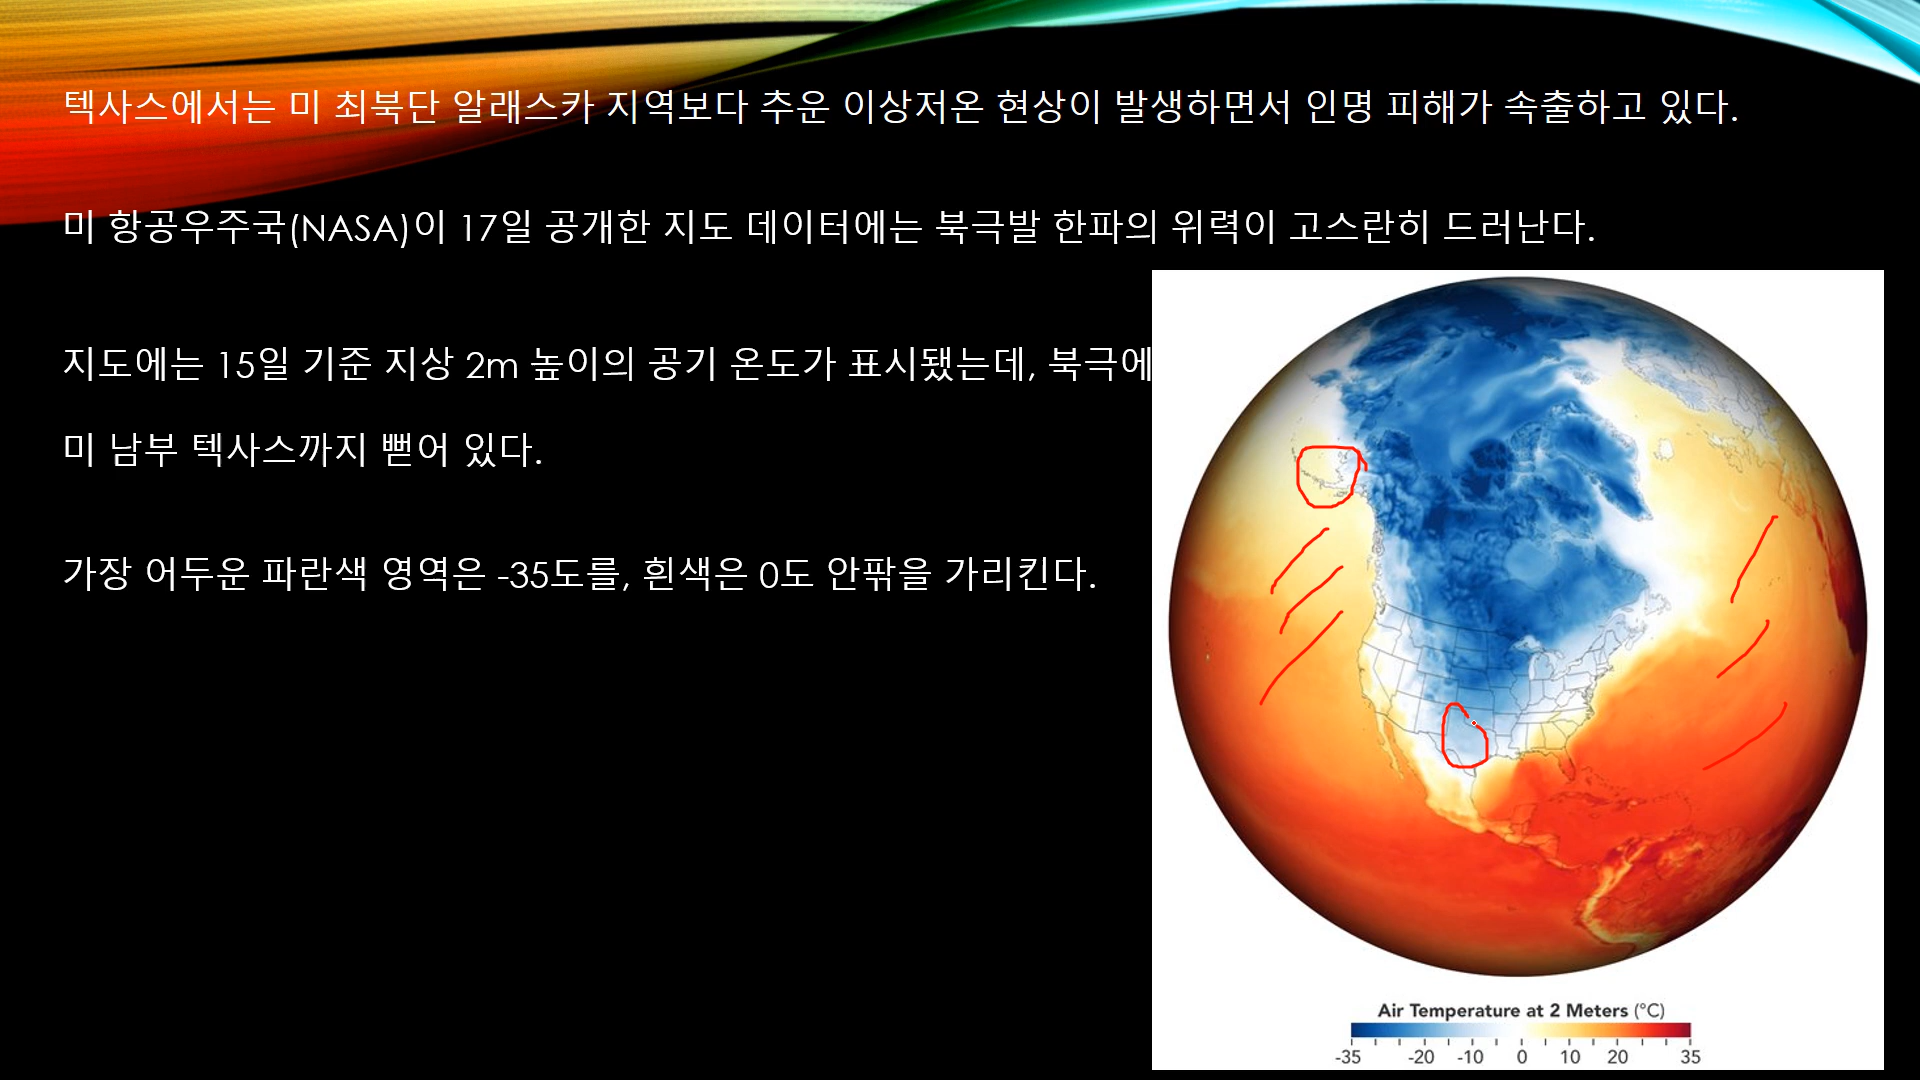 텍사스에서는 미 최북단 알래스카 지역보다 추운 이상저온 현상이 발생하면서 인명 피해가 속출하고 있다.
미 항공우주국(NASA)이 17일 공개한 지도 데이터에는 북극발 한파의 위력이 고스란히 드러난다.
지도에는 15일 기준 지상 2m 높이의 공기 온도가 표시됐는데, 북극에
미 남부 텍사스까지 뻗어 있다.
가장 어두운 파란색 영역은 -35도를, 흰색은 0도 안팎을 가리킨다.
Air Temperature at 2 Meters (°C)
-35 -20 -10 0 10 20 35